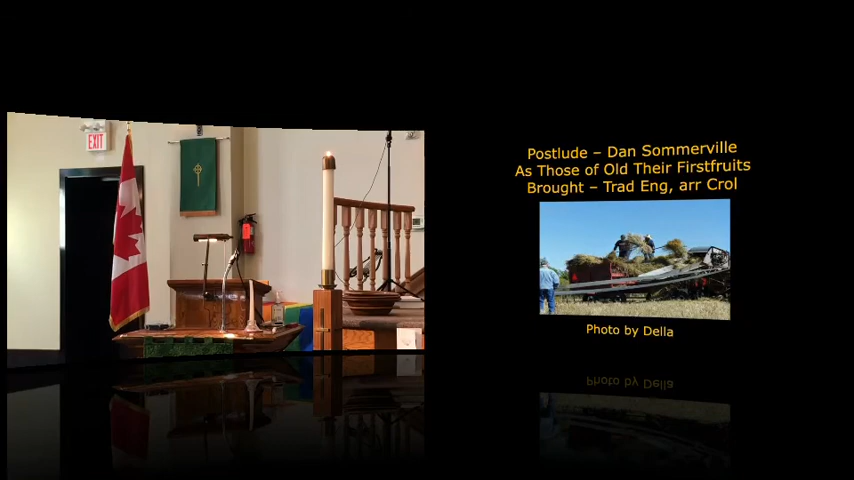 EXIT
Postlude – Dan Sommerville
As Those of Old Their Firstfruits
Brought – Trad Eng, arr Crol
Photo by Della